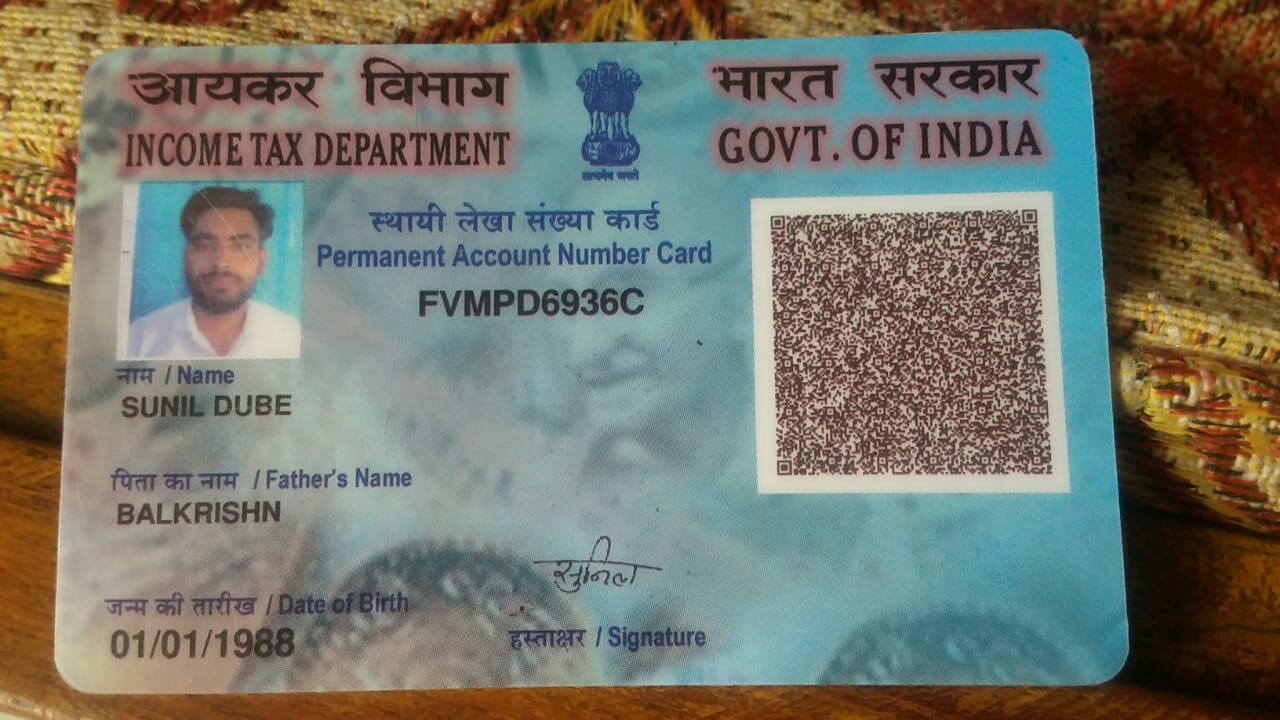 आयकर विभाग
INCOME TAX DEPARTMENT
सत्यमेव जयते
भारत सरकार
GOVT. OF INDIA
स्थायी लेखा संख्या कार्ड
Permanent Account Number Card
FVMPD6936C
नाम / Name
SUNIL DUBE
पिता का नाम / Father's Name
BALKRISHN
जन्म की तारीख / Date of Birth
01/01/1988
सुनिल
हस्ताक्षर / Signature